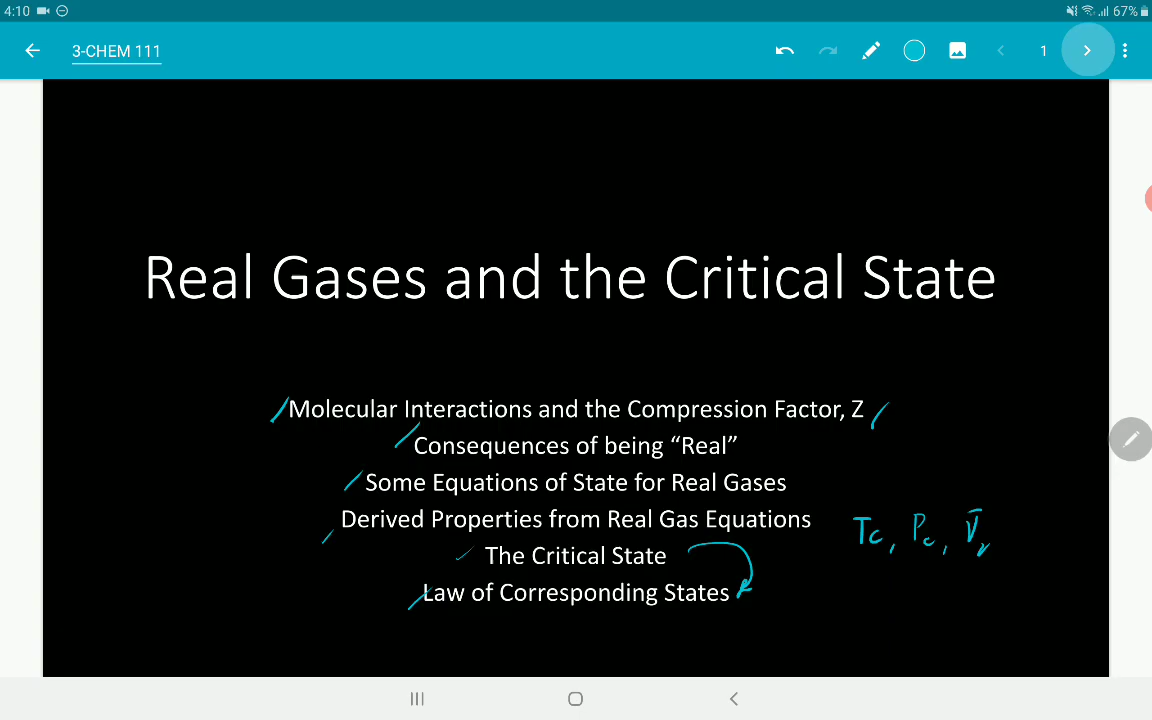 4:10 67%
3-CHEM 111 1
Real Gases and the Critical State
Molecular Interactions and the Compression Factor, Z
Consequences of being “Real”
Some Equations of State for Real Gases
Derived Properties from Real Gas Equations
Tc, Pc,
The Critical State
Law of Corresponding States